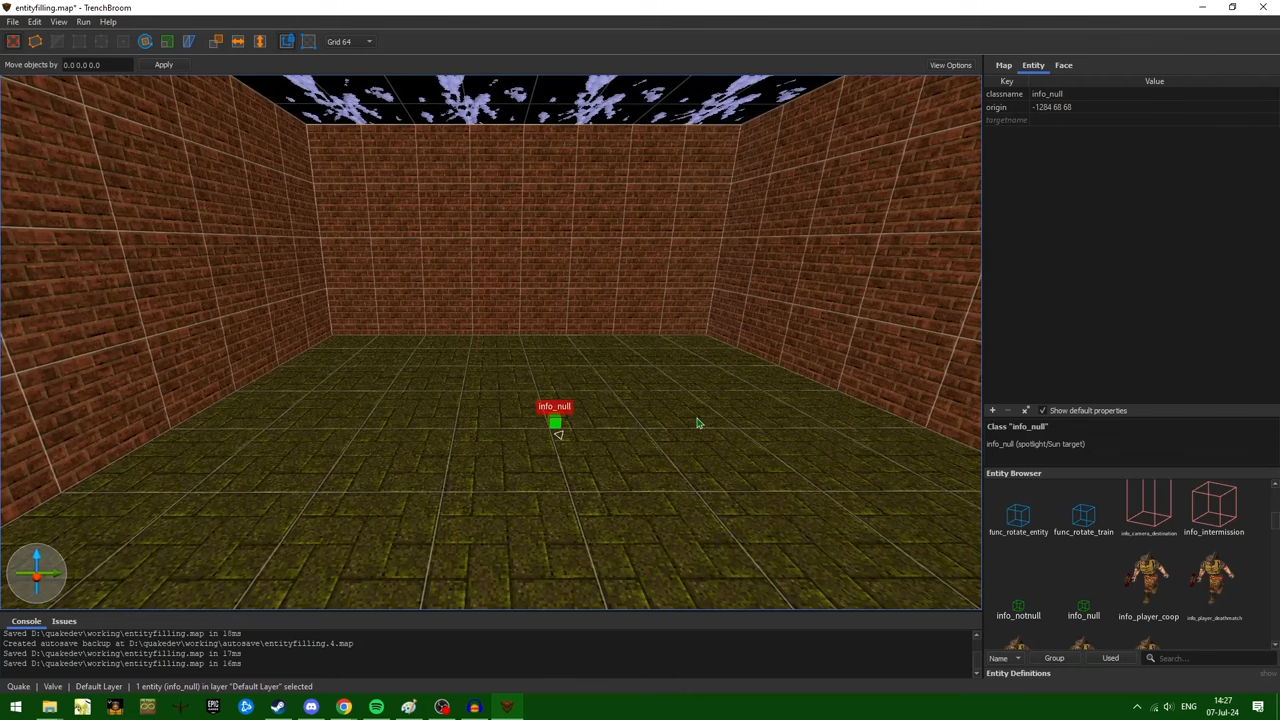 entityfilling.map* - TrenchBroom
File Edit View Run Help
Grid 64
Move objects by 0.0 0.0 0.0 Apply View Options
Map Entity Face
Key Value
classname info_null
origin -1284 68 68
targetname
info_null
Show default properties
Class "info_null"
info_null (spotlight/Sun target)
Entity Browser
func_rotate_entity func_rotate_train info_camera_destination info_intermission
info_notnull info_null info_player_coop info_player_deathmatch
Name Group Used Search...
Entity Definitions show
Console Issues
Saved D:\quakedev\working\entityfilling.map in 18ms
Created autosave backup at D:\quakedev\working\autosave\entityfilling.4.map
Saved D:\quakedev\working\entityfilling.map in 17ms
Saved D:\quakedev\working\entityfilling.map in 16ms
Quake Valve Default Layer 1 entity (info_null) in layer "Default Layer" selected
EPIC
ENG
14:27
07-Jul-24